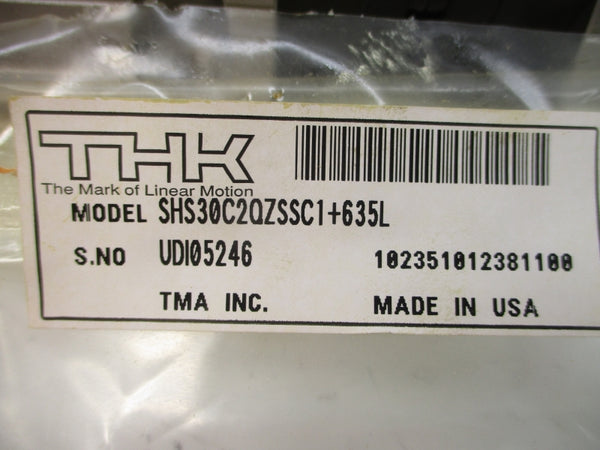 THK
The Mark of Linear Motion
MODEL SHS30C2QZSSC1+635L
S.NO UDI05246 102351012381100
TMA INC. MADE IN USA